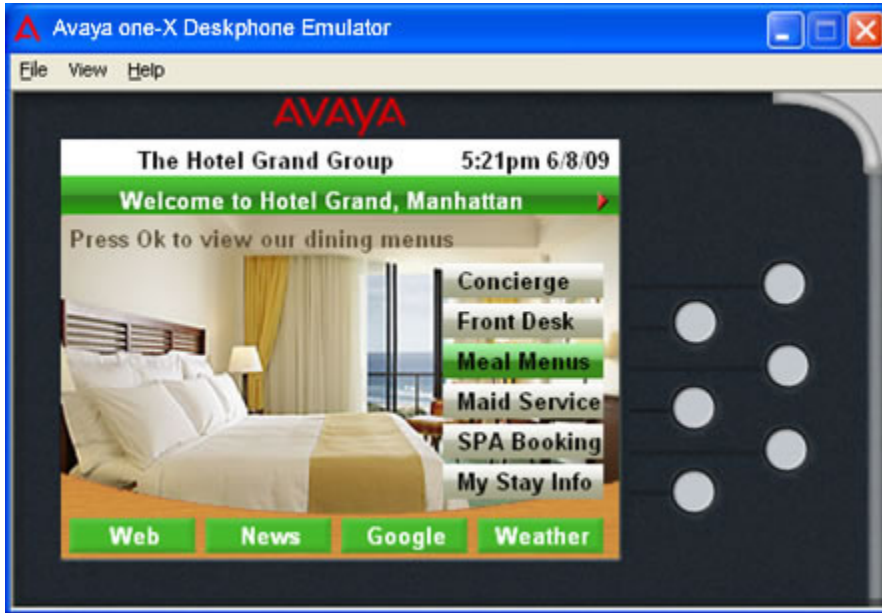 Avaya one-X Deskphone Emulator
File View Help
AVAYA
The Hotel Grand Group 5:21pm 6/8/09
Welcome to Hotel Grand, Manhattan
Press Ok to view our dining menus
Concierge
Front Desk
Meal Menus
Maid Service
SPA Booking
My Stay Info
Web News Google Weather